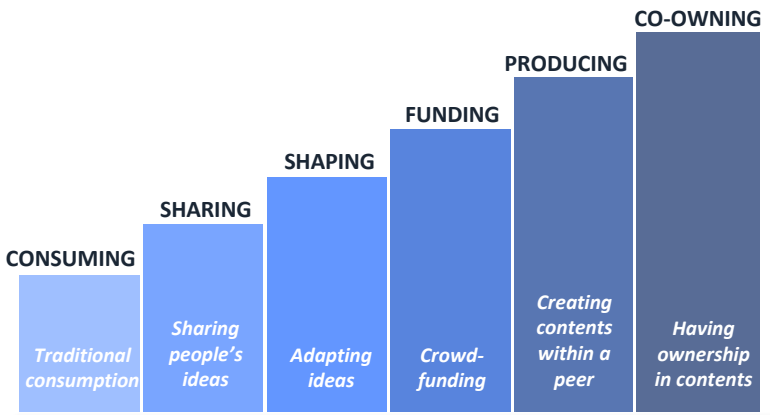 CO-OWNING
PRODUCING
FUNDING
SHAPING
SHARING
CONSUMING
Traditional
consumption
Sharing
people's
ideas
Adapting
ideas
Crowd-
funding
Creating
contents
within a
peer
Having
ownership
in contents